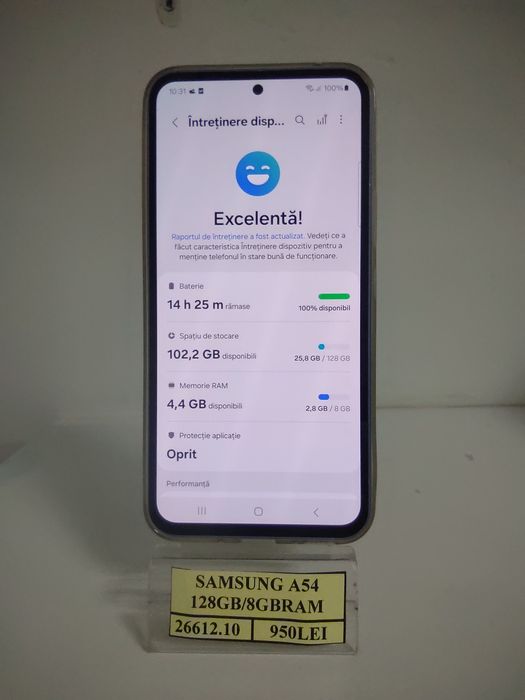 10:31
100%
Întreținere disp...
Excelentă!
Raportul de întreținere a fost actualizat. Vedeți ce a
făcut caracteristica Întreținere dispozitiv pentru a
menține telefonul în stare bună de funcționare.
Baterie
14 h 25 m rămase
100% disponibil
Spațiu de stocare
102,2 GB disponibili
25,8 GB / 128 GB
Memorie RAM
4,4 GB disponibili
2,8 GB / 8 GB
Protecție aplicație
Oprit
Performanță
SAMSUNG A54
128GB/8GBRAM
26612.10 950LEI